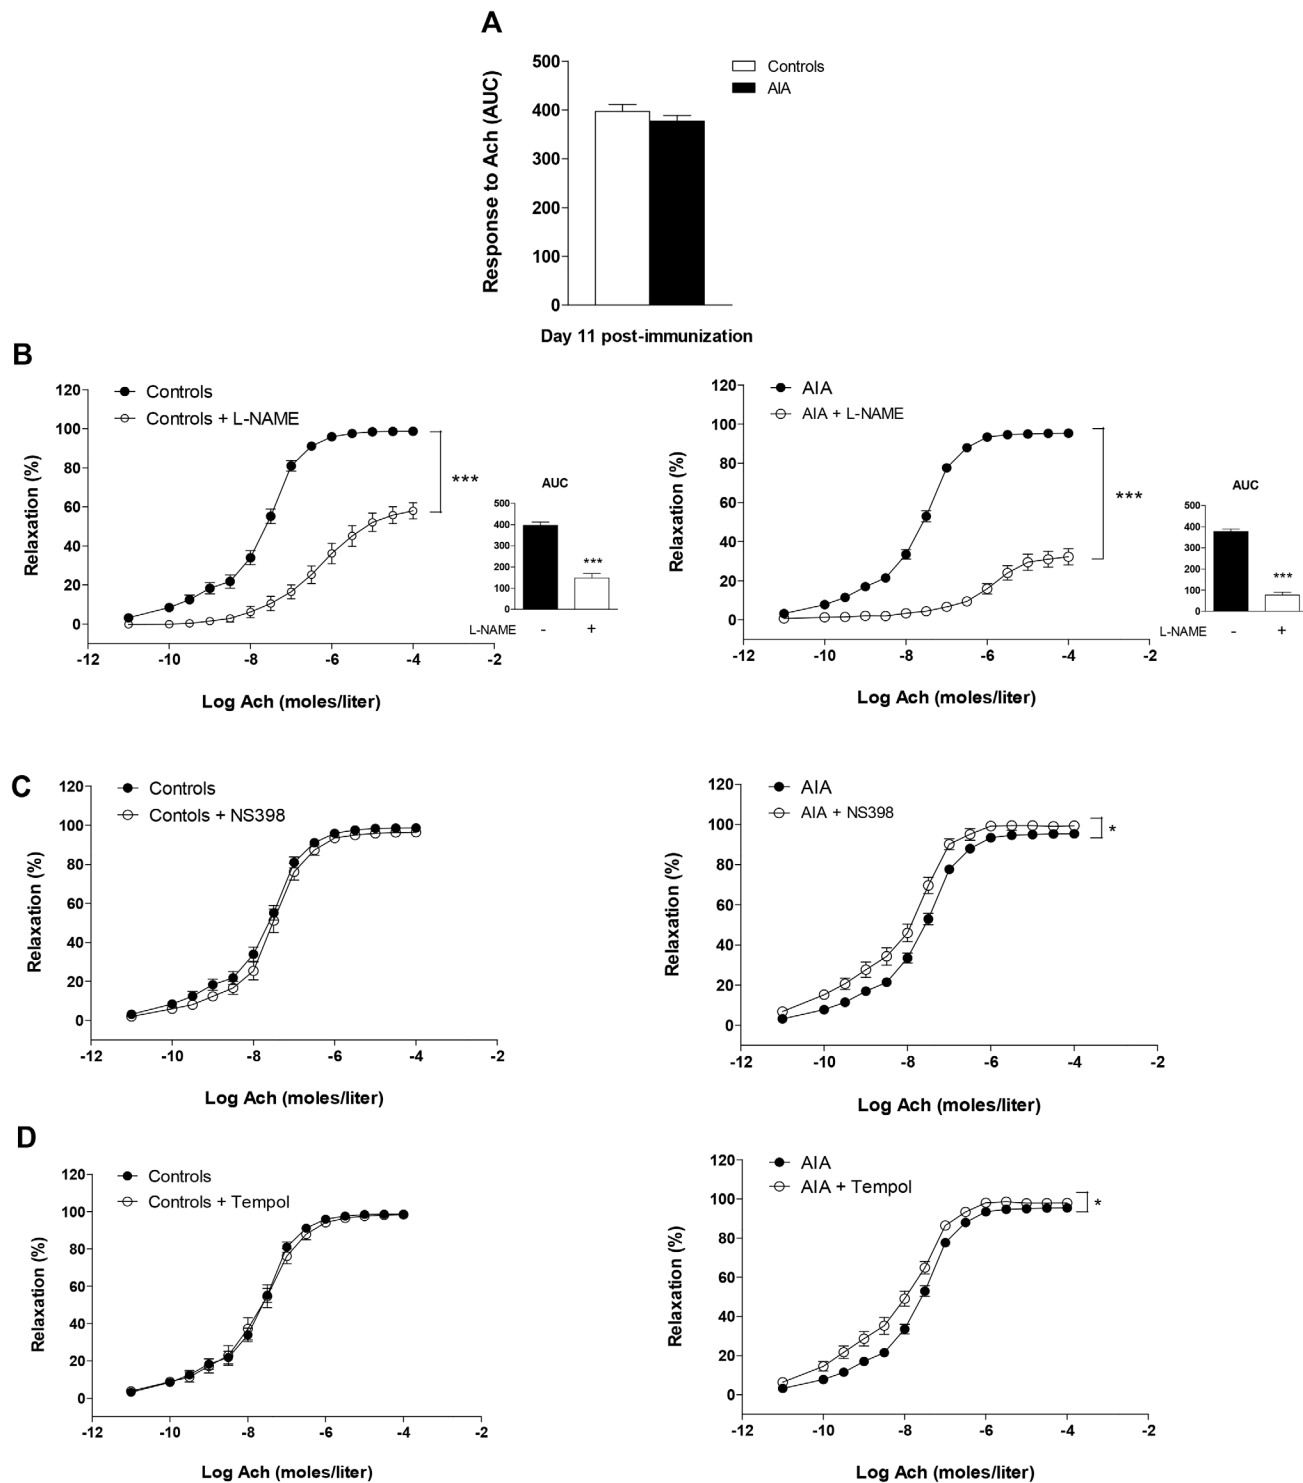 A
500
400
300
200
100
0
Response to Ach (AUC)
Controls
AIA
Day 11 post-immunization
B
Controls
Controls + L-NAME
120
100
80
60
40
20
0
Relaxation (%)
-12 -10 -8 -6 -4 -2
Log Ach (moles/liter)
***
AUC
500
400
300
200
100
0
***
L-NAME - +
AIA
AIA + L-NAME
120
100
80
60
40
20
0
Relaxation (%)
-12 -10 -8 -6 -4 -2
Log Ach (moles/liter)
***
AUC
500
400
300
200
100
0
***
L-NAME - +
C
Controls
Contols + NS398
120
100
80
60
40
20
0
Relaxation (%)
-12 -10 -8 -6 -4 -2
Log Ach (moles/liter)
AIA
AIA + NS398
120
100
80
60
40
20
0
Relaxation (%)
-12 -10 -8 -6 -4 -2
Log Ach (moles/liter)
*
D
Controls
Controls + Tempol
120
100
80
60
40
20
0
Relaxation (%)
-12 -10 -8 -6 -4 -2
Log Ach (moles/liter)
AIA
AIA + Tempol
120
100
80
60
40
20
0
Relaxation (%)
-12 -10 -8 -6 -4 -2
Log Ach (moles/liter)
*